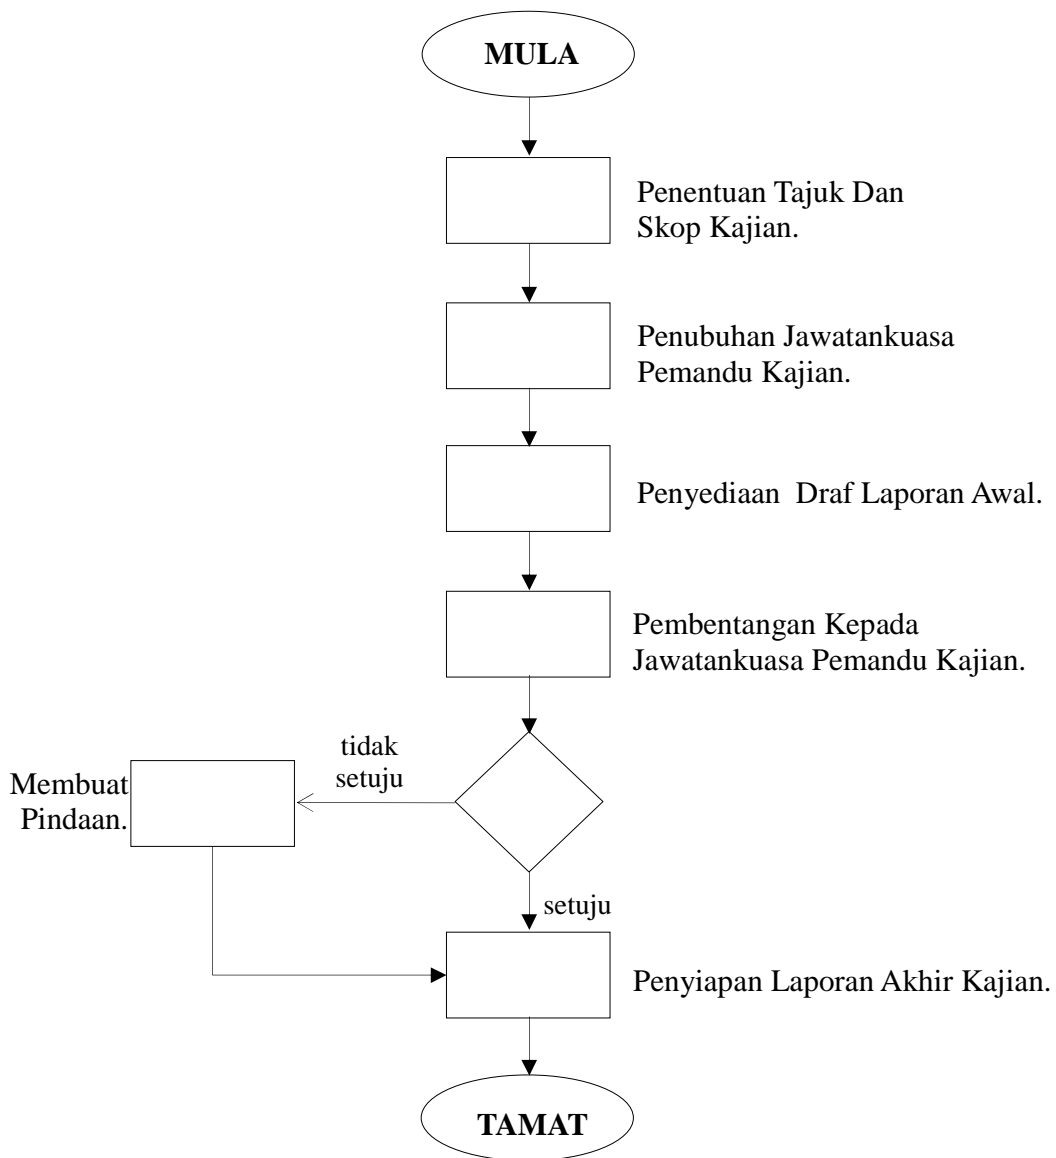 MULA
Penentuan Tajuk Dan
Skop Kajian.
Penubuhan Jawatankuasa
Pemandu Kajian.
Penyediaan  Draf Laporan Awal.
Pembentangan Kepada
Jawatankuasa Pemandu Kajian.
tidak
setuju
Membuat
Pindaan.
setuju
Penyiapan Laporan Akhir Kajian.
TAMAT